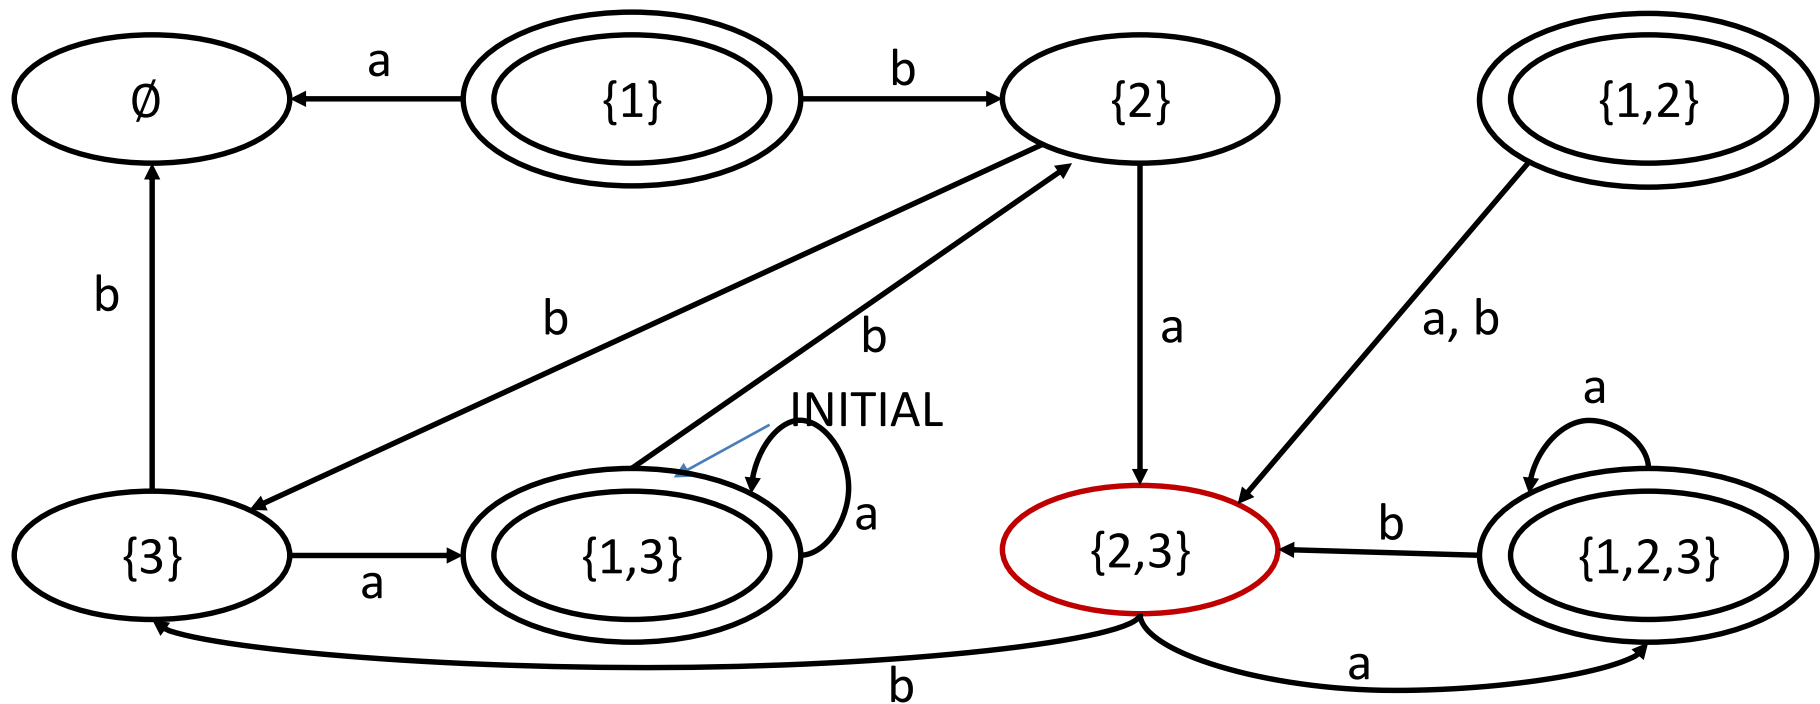 ∅
a
{1}
b
{2}
{1,2}
b
b
b
a
a, b
INITIAL
a
{3}
a
{1,3}
a
{2,3}
b
{1,2,3}
b
a